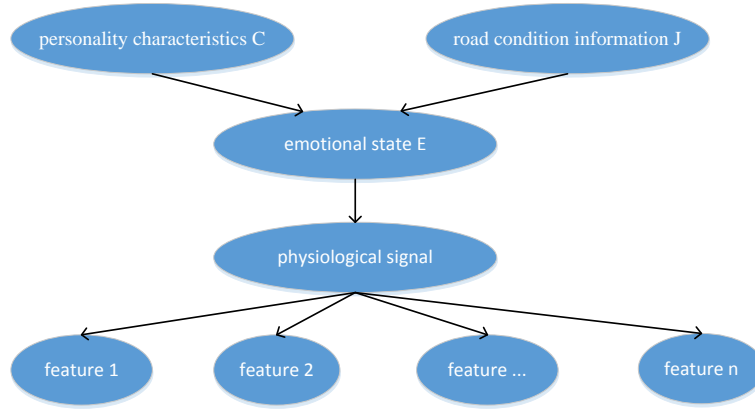 personality characteristics C
road condition information J
emotional state E
physiological signal
feature 1
feature 2
feature ...
feature n